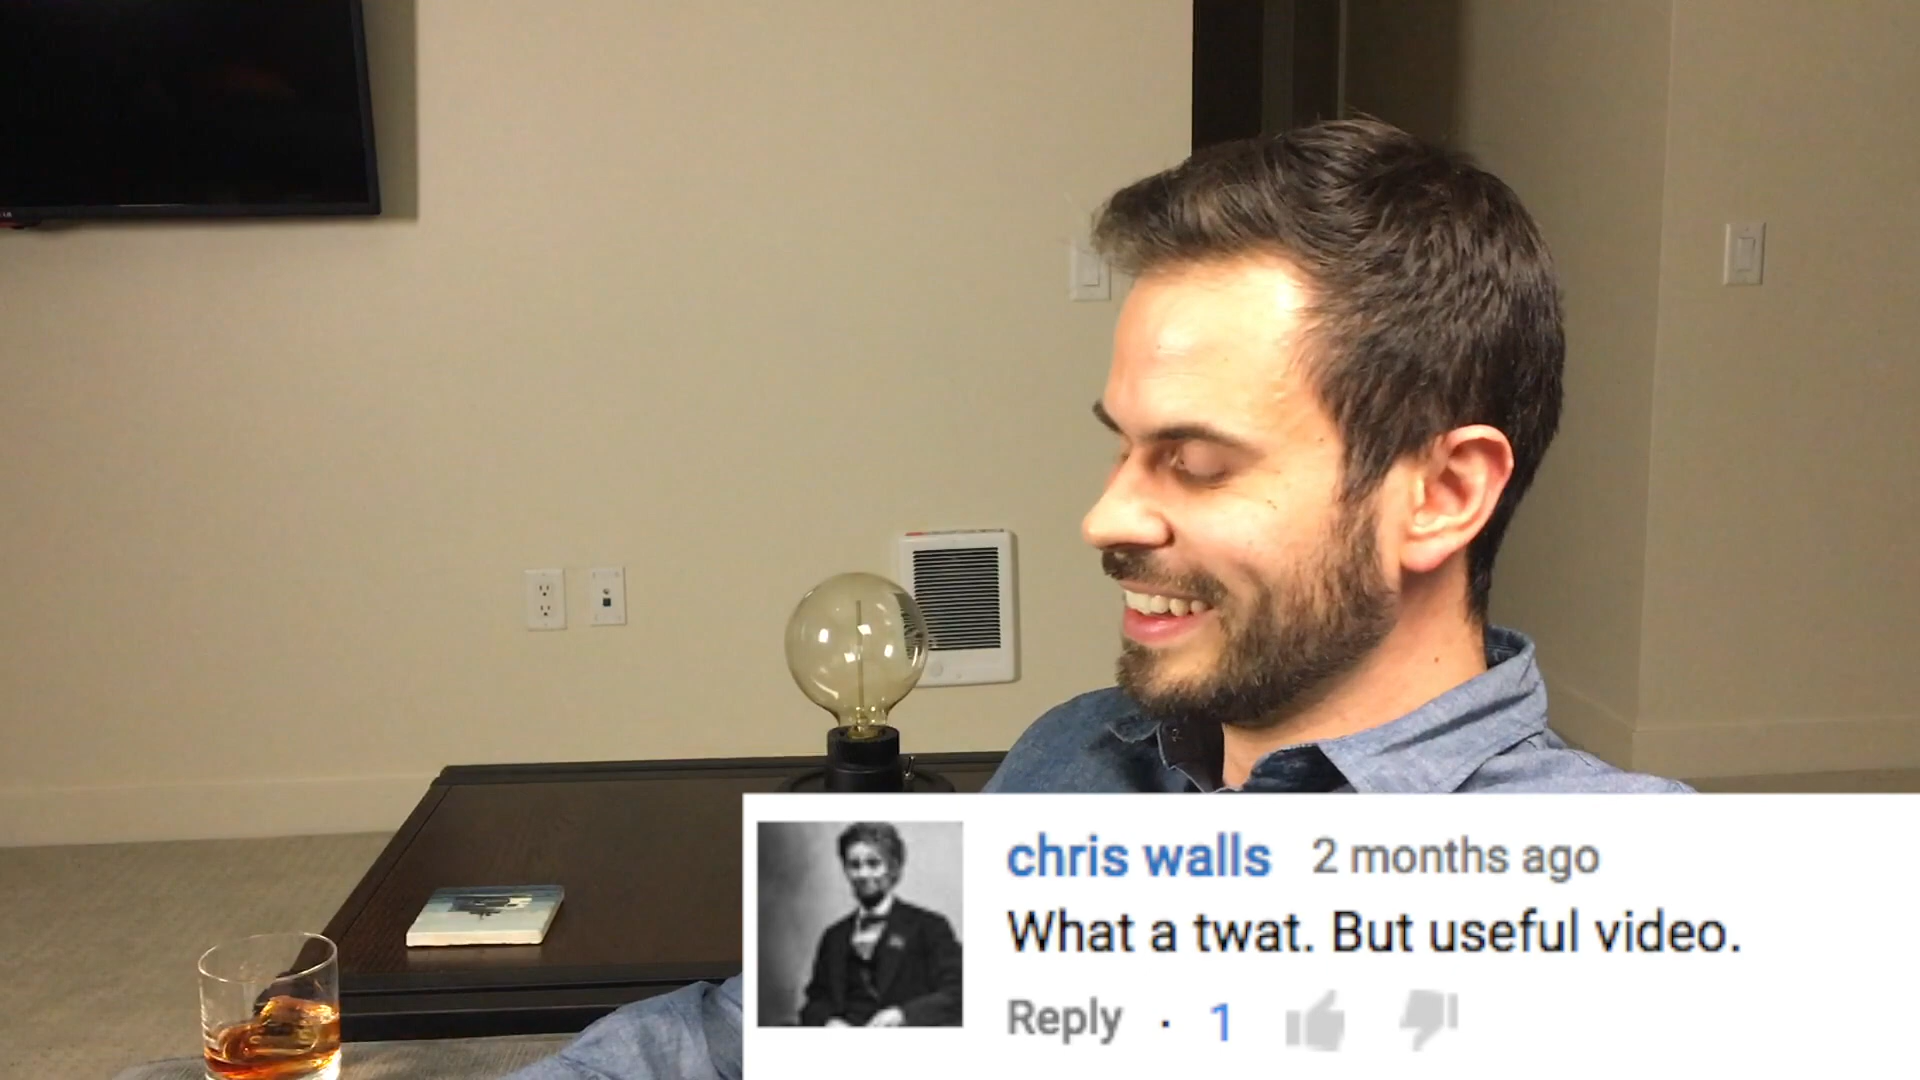 chris walls 2 months ago
What a twat. But useful video.
Reply · 1